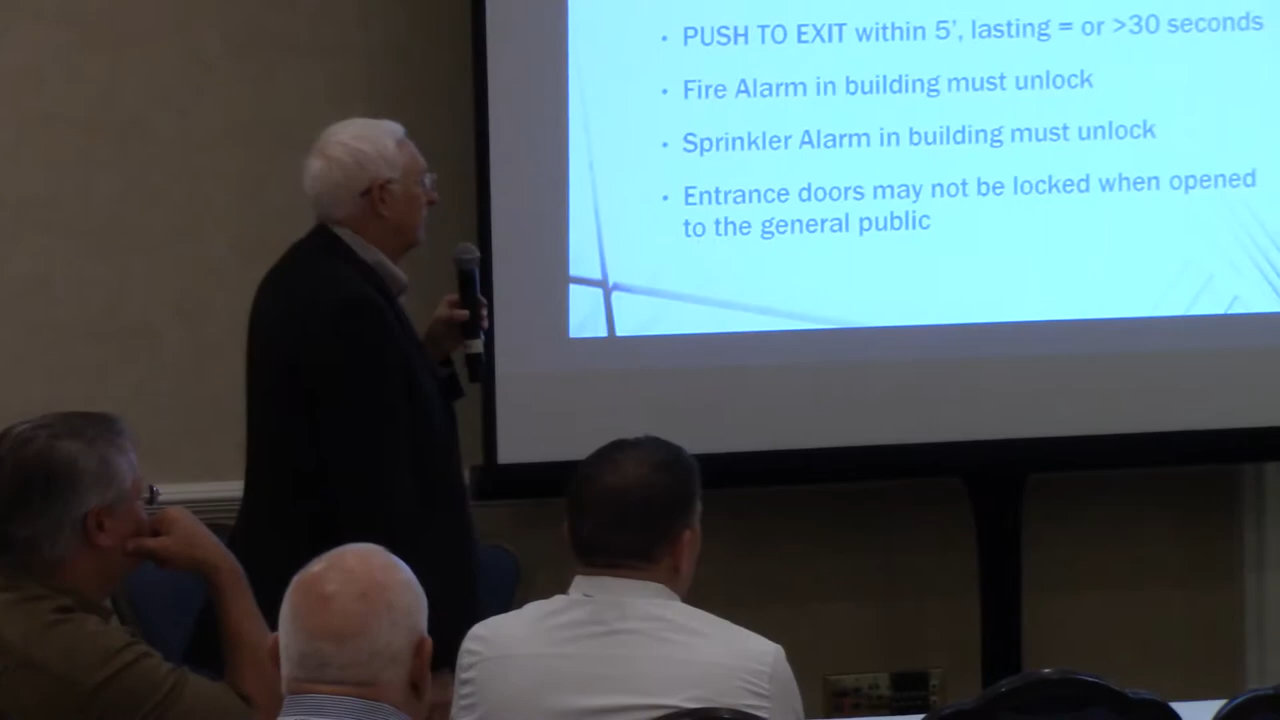 • PUSH TO EXIT within 5’, lasting = or >30 seconds
• Fire Alarm in building must unlock
• Sprinkler Alarm in building must unlock
• Entrance doors may not be locked when opened
to the general public